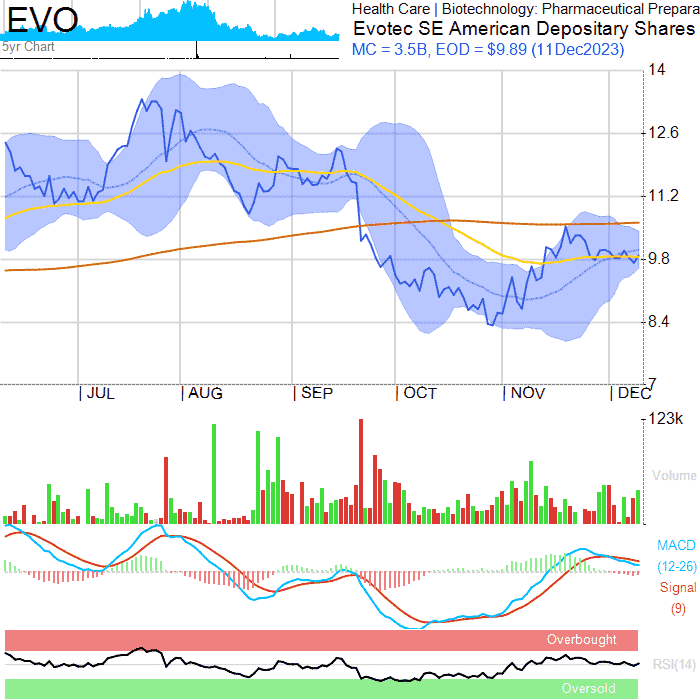 EVO
5yr Chart
Health Care | Biotechnology: Pharmaceutical Prepara
Evotec SE American Depositary Shares
MC = 3.5B, EOD = $9.89 (11Dec2023)
14
12.6
11.2
9.8
8.4
7
| JUL | AUG | SEP | OCT | NOV | DEC
123k
Volume
MACD
(12-26)
Signal
(9)
Overbought
RSI(14)
Oversold